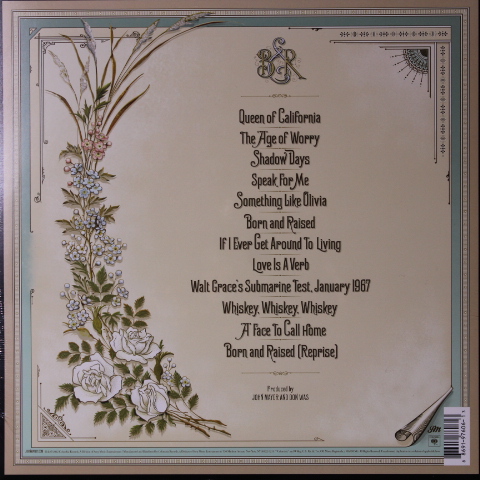 B&R
Queen of California
The Age of Worry
Shadow Days
Speak For Me
Something Like Olivia
Born and Raised
If I Ever Get Around To Living
Love Is A Verb
Walt Grace's Submarine Test, January 1967
Whiskey, Whiskey, Whiskey
A Face To Call Home
Born and Raised (Reprise)
Produced by
JOHN MAYER AND DON WAS